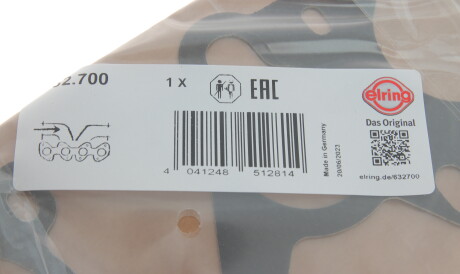 32.700
1 X
EAC
elring
Das Original
4 041248 512814
Made in Germany
20/06/2023
elring.de/632700